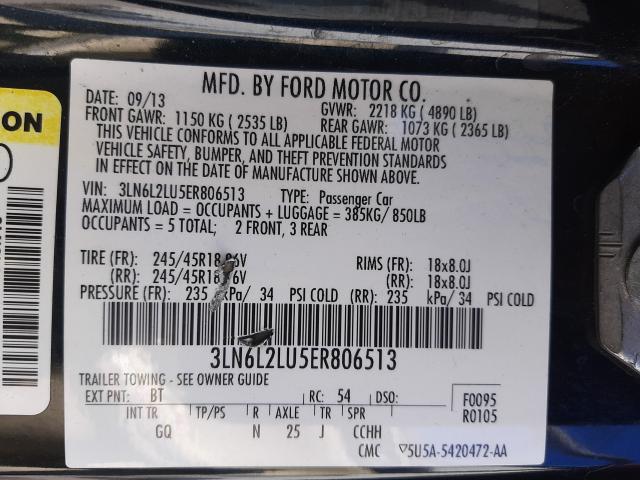 MFD. BY FORD MOTOR CO.
DATE: 09/13 GVWR: 2218 KG ( 4890 LB)
FRONT GAWR: 1150 KG ( 2535 LB) REAR GAWR: 1073 KG ( 2365 LB)
THIS VEHICLE CONFORMS TO ALL APPLICABLE FEDERAL MOTOR
VEHICLE SAFETY, BUMPER, AND THEFT PREVENTION STANDARDS
IN EFFECT ON THE DATE OF MANUFACTURE SHOWN ABOVE.
VIN: 3LN6L2LU5ER806513 TYPE: Passenger Car
MAXIMUM LOAD = OCCUPANTS + LUGGAGE = 385KG/ 850LB
OCCUPANTS = 5 TOTAL; 2 FRONT, 3 REAR
TIRE (FR): 245/45R18 6V RIMS (FR): 18x8.0J
(RR): 245/45R18 6V (RR): 18x8.0J
PRESSURE (FR): 235 kPa/ 34 PSI COLD (RR): 235 kPa/ 34 PSI COLD
3LN6L2LU5ER806513
TRAILER TOWING - SEE OWNER GUIDE
EXT PNT: BT RC: 54 DSO: F0095
INT TR TP/PS R AXLE TR SPR R0105
GQ N 25 J CCHH
CMC ▽5U5A-5420472-AA
ON